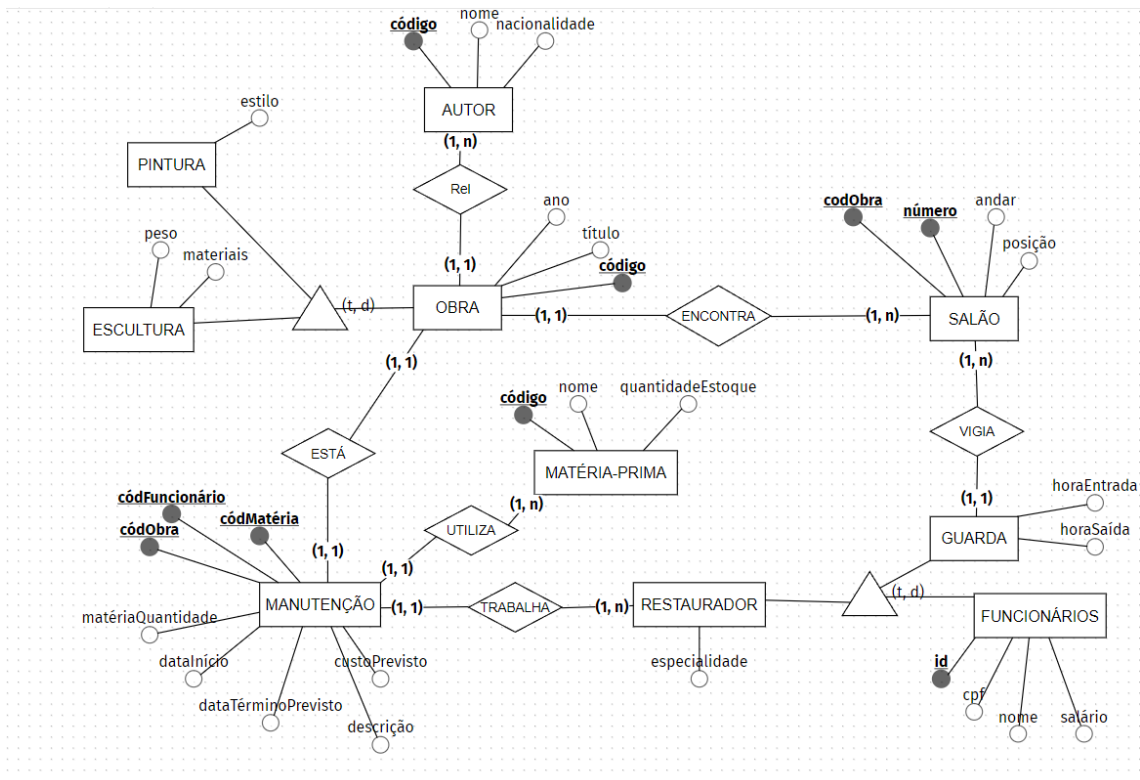 nome
código
nacionalidade
AUTOR
(1, n)
estilo
PINTURA
Rel
ano
título
código
(1, 1)
peso
materiais
ESCULTURA
(t, d)
OBRA
(1, 1)
ENCONTRA
(1, n)
codObra
número
andar
posição
SALÃO
(1, n)
(1, 1)
ESTÁ
código
nome
quantidadeEstoque
MATÉRIA-PRIMA
(1, n)
VIGIA
(1, 1)
códFuncionário
códObra
códMatéria
(1, 1)
UTILIZA
(1, 1)
horaEntrada
horaSaída
GUARDA
MANUTENÇÃO
(1, 1)
TRABALHA
(1, n)
RESTAURADOR
(t, d)
FUNCIONÁRIOS
matériaQuantidade
dataInício
dataTérminoPrevisto
custoPrevisto
descrição
especialidade
id
cpf
nome
salário